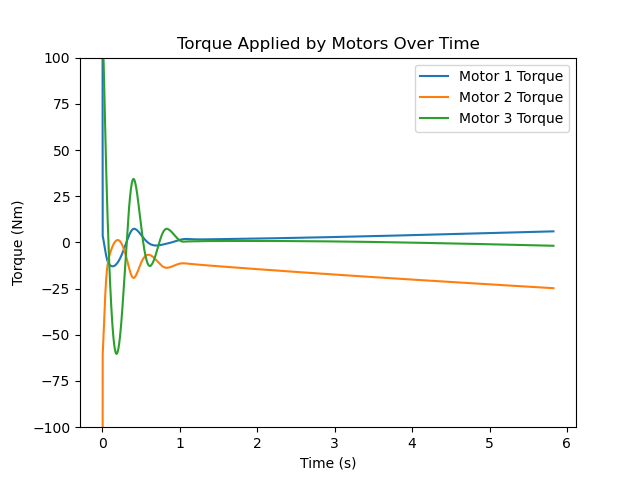 Torque Applied by Motors Over Time
100
75
50
25
0
−25
−50
−75
−100
Torque (Nm)
Motor 1 Torque
Motor 2 Torque
Motor 3 Torque
0 1 2 3 4 5 6
Time (s)